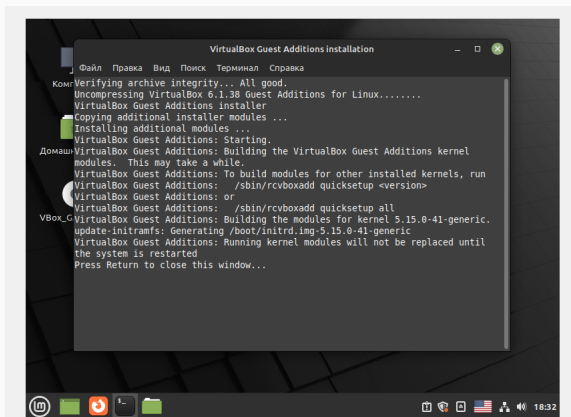 VirtualBox Guest Additions installation
Файл Правка Вид Поиск Терминал Справка
Verifying archive integrity... All good.
Uncompressing VirtualBox 6.1.38 Guest Additions for Linux........
VirtualBox Guest Additions installer
Copying additional installer modules ...
Installing additional modules ...
VirtualBox Guest Additions: Starting.
VirtualBox Guest Additions: Building the VirtualBox Guest Additions kernel
modules.  This may take a while.
VirtualBox Guest Additions: To build modules for other installed kernels, run
VirtualBox Guest Additions:   /sbin/rcvboxadd quicksetup <version>
VirtualBox Guest Additions: or
VirtualBox Guest Additions:   /sbin/rcvboxadd quicksetup all
VirtualBox Guest Additions: Building the modules for kernel 5.15.0-41-generic.
update-initramfs: Generating /boot/initrd.img-5.15.0-41-generic
VirtualBox Guest Additions: Running kernel modules will not be replaced until
the system is restarted
Press Return to close this window...
18:32